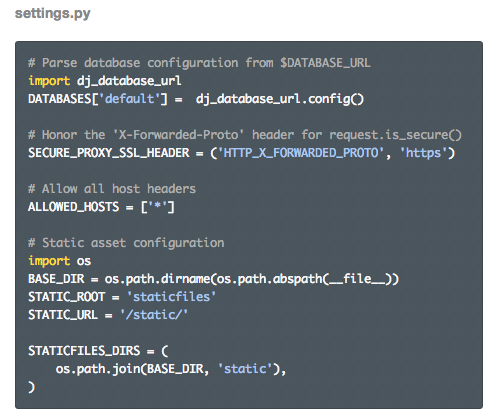 settings.py
# Parse database configuration from $DATABASE_URL
import dj_database_url
DATABASES['default'] =  dj_database_url.config()
# Honor the 'X-Forwarded-Proto' header for request.is_secure()
SECURE_PROXY_SSL_HEADER = ('HTTP_X_FORWARDED_PROTO', 'https')
# Allow all host headers
ALLOWED_HOSTS = ['*']
# Static asset configuration
import os
BASE_DIR = os.path.dirname(os.path.abspath(__file__))
STATIC_ROOT = 'staticfiles'
STATIC_URL = '/static/'
STATICFILES_DIRS = (
    os.path.join(BASE_DIR, 'static'),
)